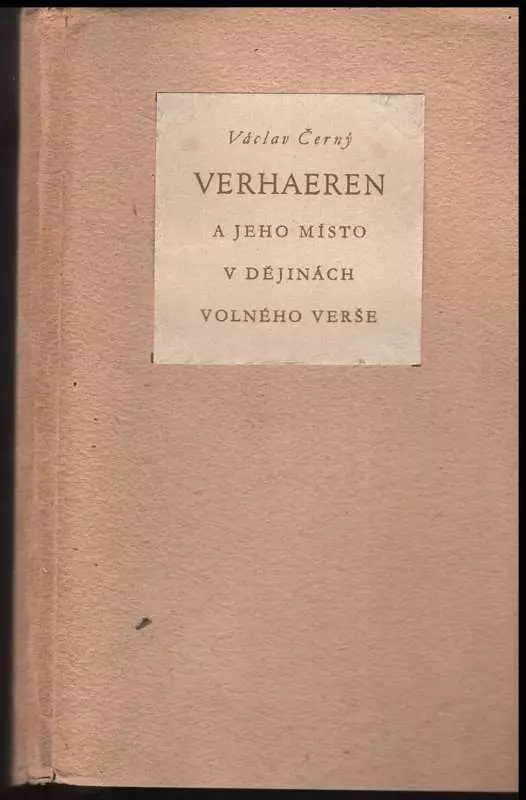 Václav Černý
VERHAEREN
A JEHO MÍSTO
V DĚJINÁCH
VOLNÉHO VERŠE